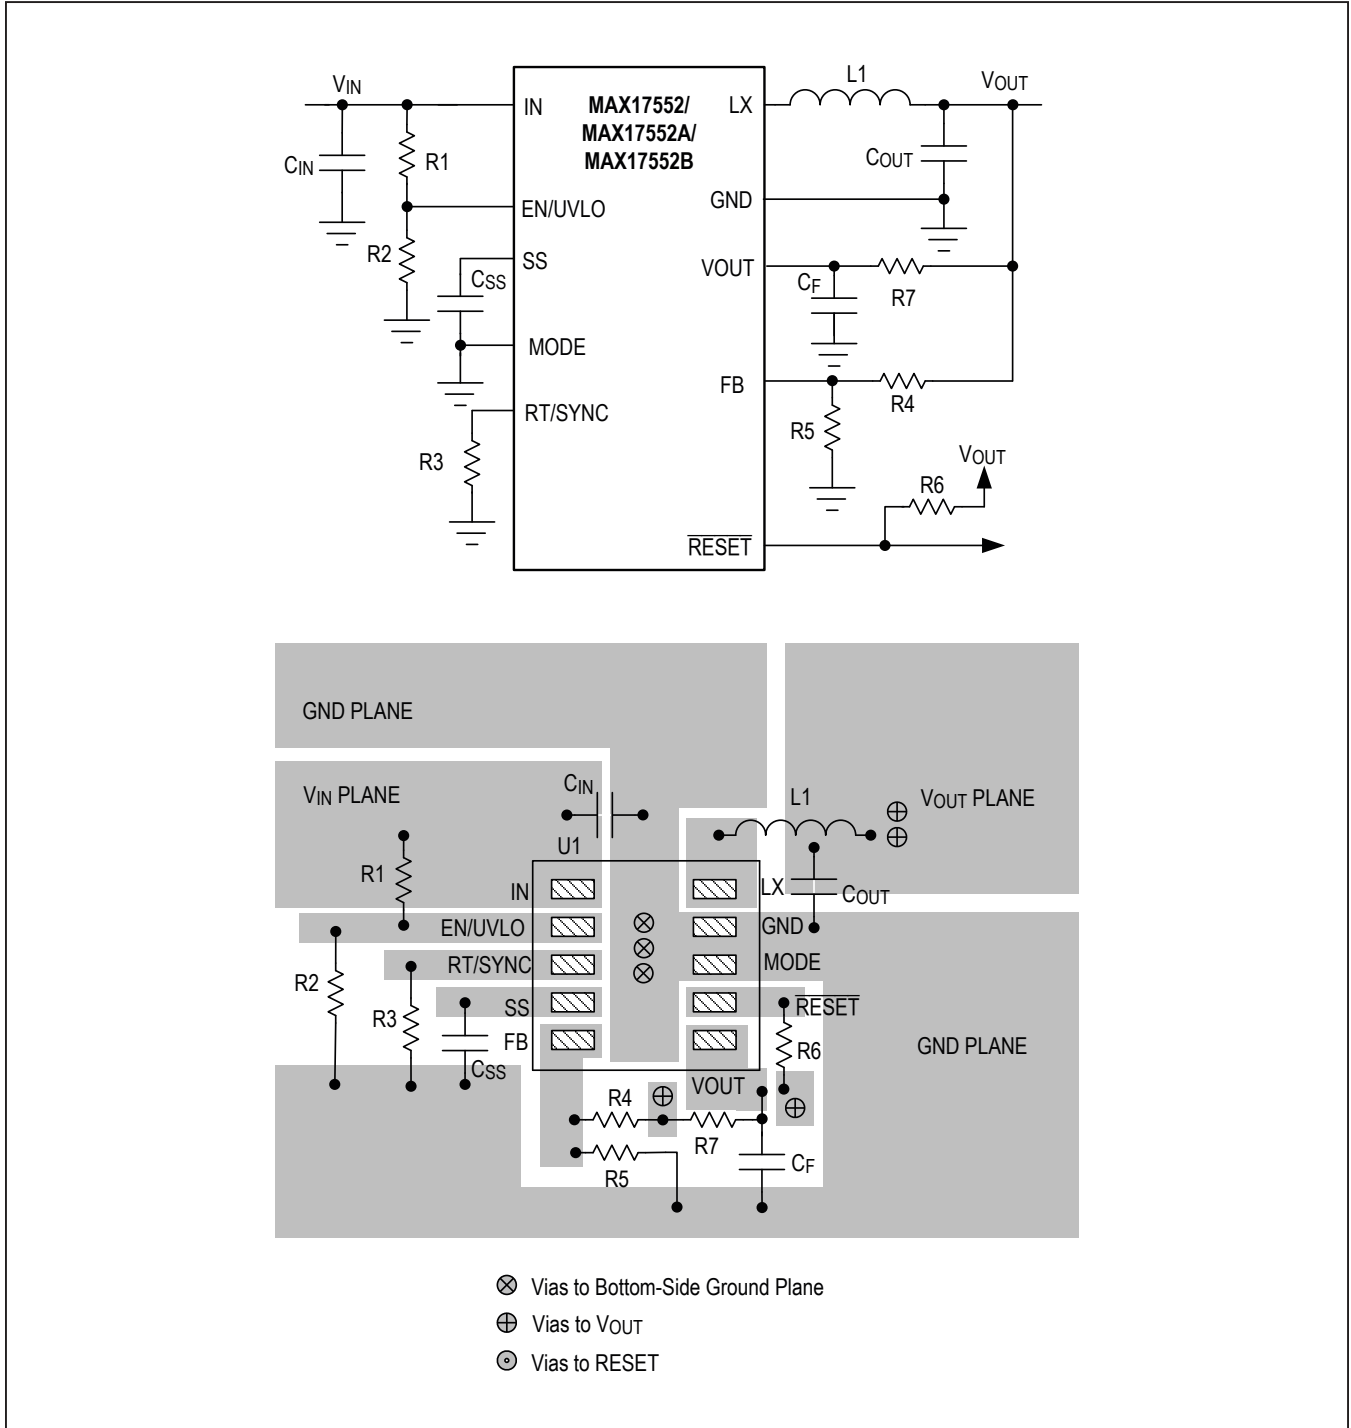 VIN
L1
VOUT
IN
MAX17552/
MAX17552A/
MAX17552B
LX
CIN
R1
COUT
EN/UVLO
GND
R2
SS
CSS
VOUT
CF
R7
MODE
FB
R4
RT/SYNC
R5
R3
VOUT
R6
RESET
GND PLANE
VIN PLANE
CIN
L1
VOUT PLANE
U1
R1
IN
LX
COUT
EN/UVLO
GND
RT/SYNC
MODE
R2
SS
RESET
R3
FB
R6
GND PLANE
CSS
VOUT
R4
R7
R5
CF
Vias to Bottom-Side Ground Plane
Vias to VOUT
Vias to RESET